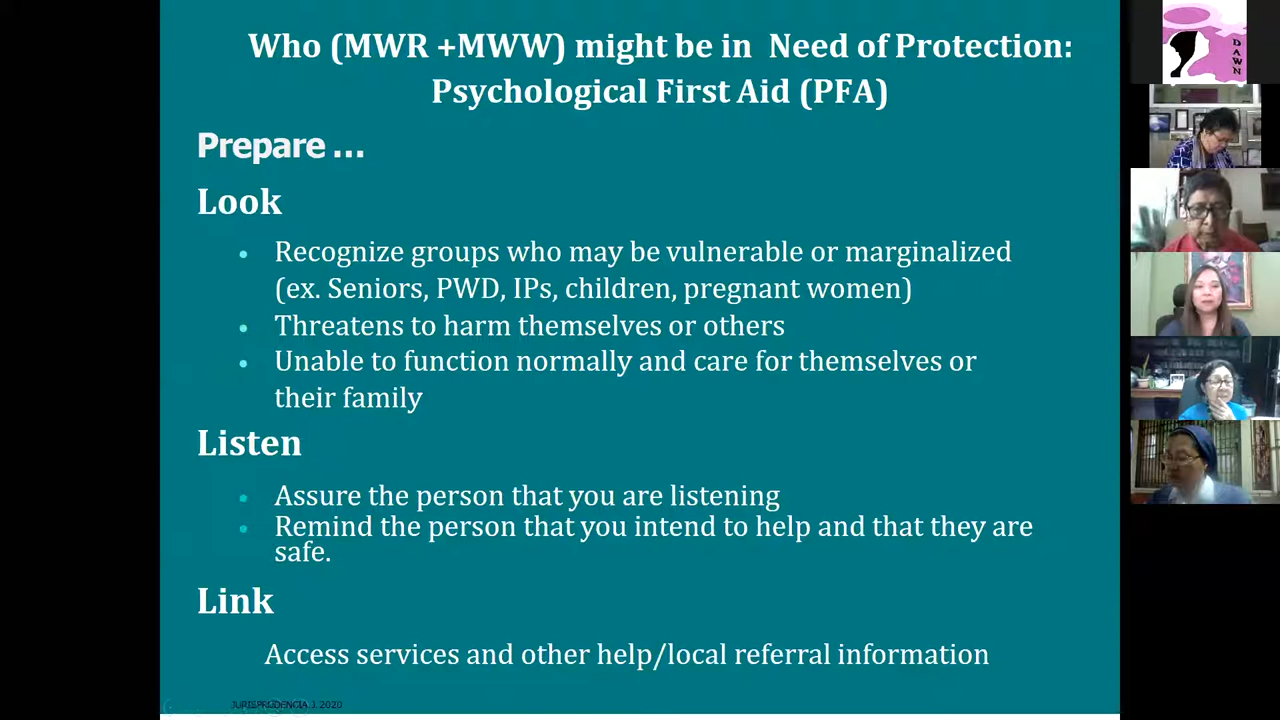 Who (MWR +MWW) might be in  Need of Protection:
Psychological First Aid (PFA)
Prepare ...
Look
• Recognize groups who may be vulnerable or marginalized
(ex. Seniors, PWD, IPs, children, pregnant women)
• Threatens to harm themselves or others
• Unable to function normally and care for themselves or
their family
Listen
• Assure the person that you are listening
• Remind the person that you intend to help and that they are
safe.
Link
Access services and other help/local referral information
JURISPRUDENCIA J. 2020
DAWN